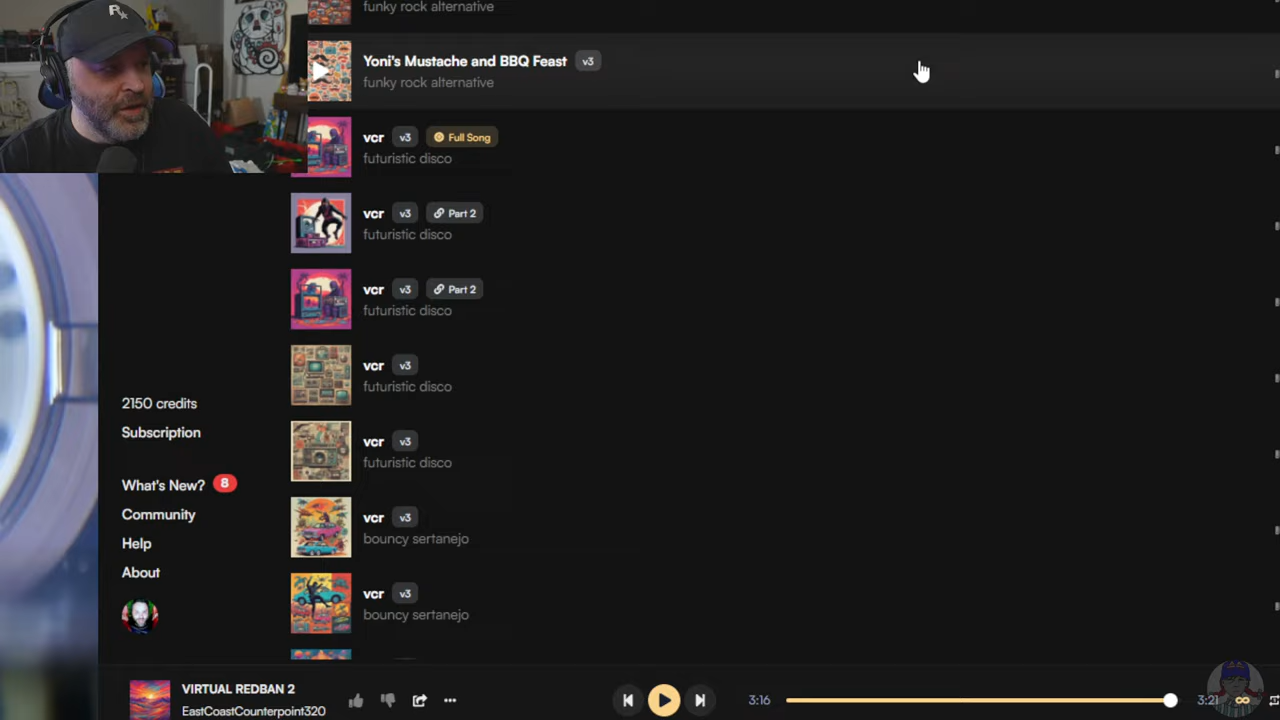 funky rock alternative
Yoni's Mustache and BBQ Feast v3
funky rock alternative
vcr v3 Full Song
futuristic disco
vcr v3 Part 2
futuristic disco
vcr v3 Part 2
futuristic disco
vcr v3
futuristic disco
vcr v3
futuristic disco
vcr v3
bouncy sertanejo
vcr v3
bouncy sertanejo
2150 credits
Subscription
What's New? 8
Community
Help
About
VIRTUAL REDBAN 2
EastCoastCounterpoint320
3:16
3:21